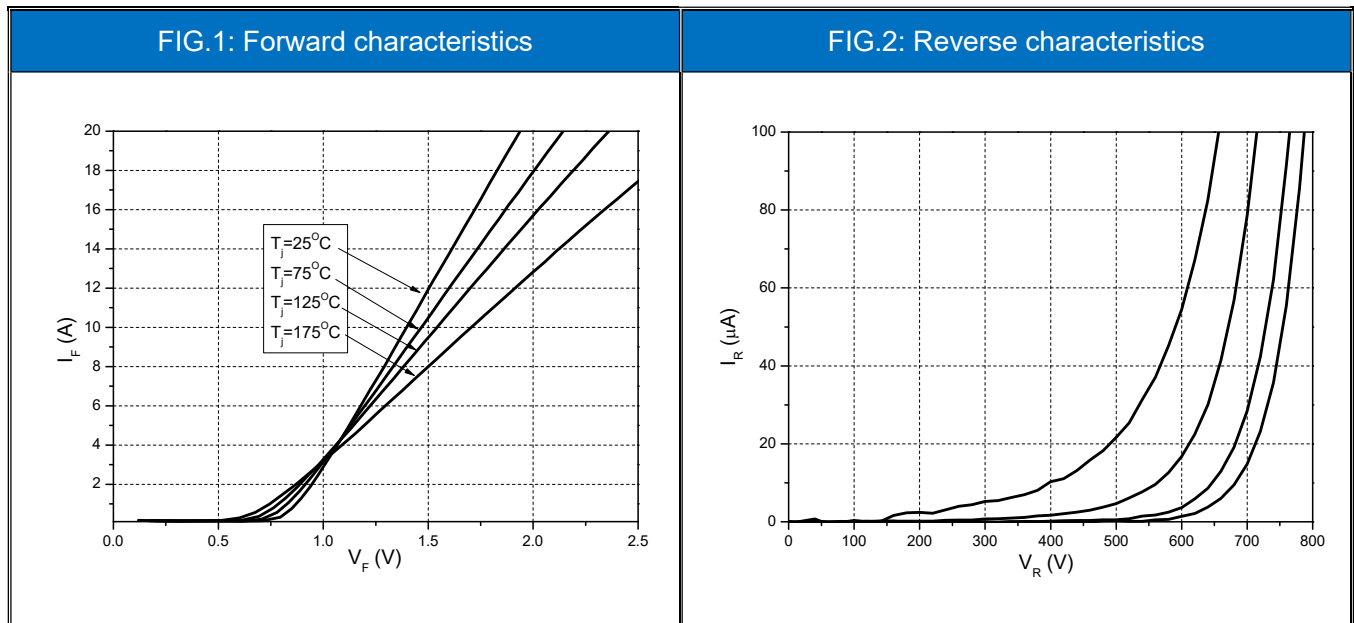 FIG.1: Forward characteristics
FIG.2: Reverse characteristics
20
18
16
14
12
10
8
6
4
2
I_F (A)
T_j=25°C
T_j=75°C
T_j=125°C
T_j=175°C
0.0 0.5 1.0 1.5 2.0 2.5
V_F (V)
100
80
60
40
20
0
I_R (μA)
0 100 200 300 400 500 600 700 800
V_R (V)